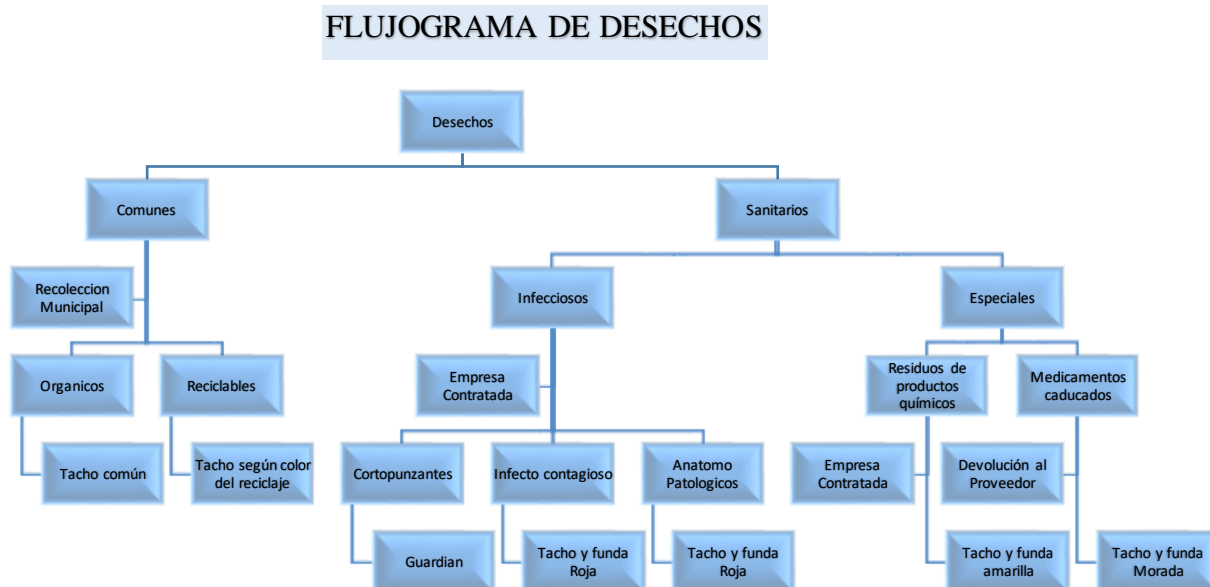 FLUJOGRAMA DE DESECHOS
Desechos
Comunes
Sanitarios
Recoleccion
Municipal
Infecciosos
Especiales
Organicos
Reciclables
Empresa
Contratada
Residuos de
productos
químicos
Medicamentos
caducados
Tacho común
Tacho según color
del reciclaje
Cortopunzantes
Infecto contagioso
Anatomo
Patologicos
Empresa
Contratada
Devolución al
Proveedor
Guardian
Tacho y funda
Roja
Tacho y funda
Roja
Tacho y funda
amarilla
Tacho y funda
Morada